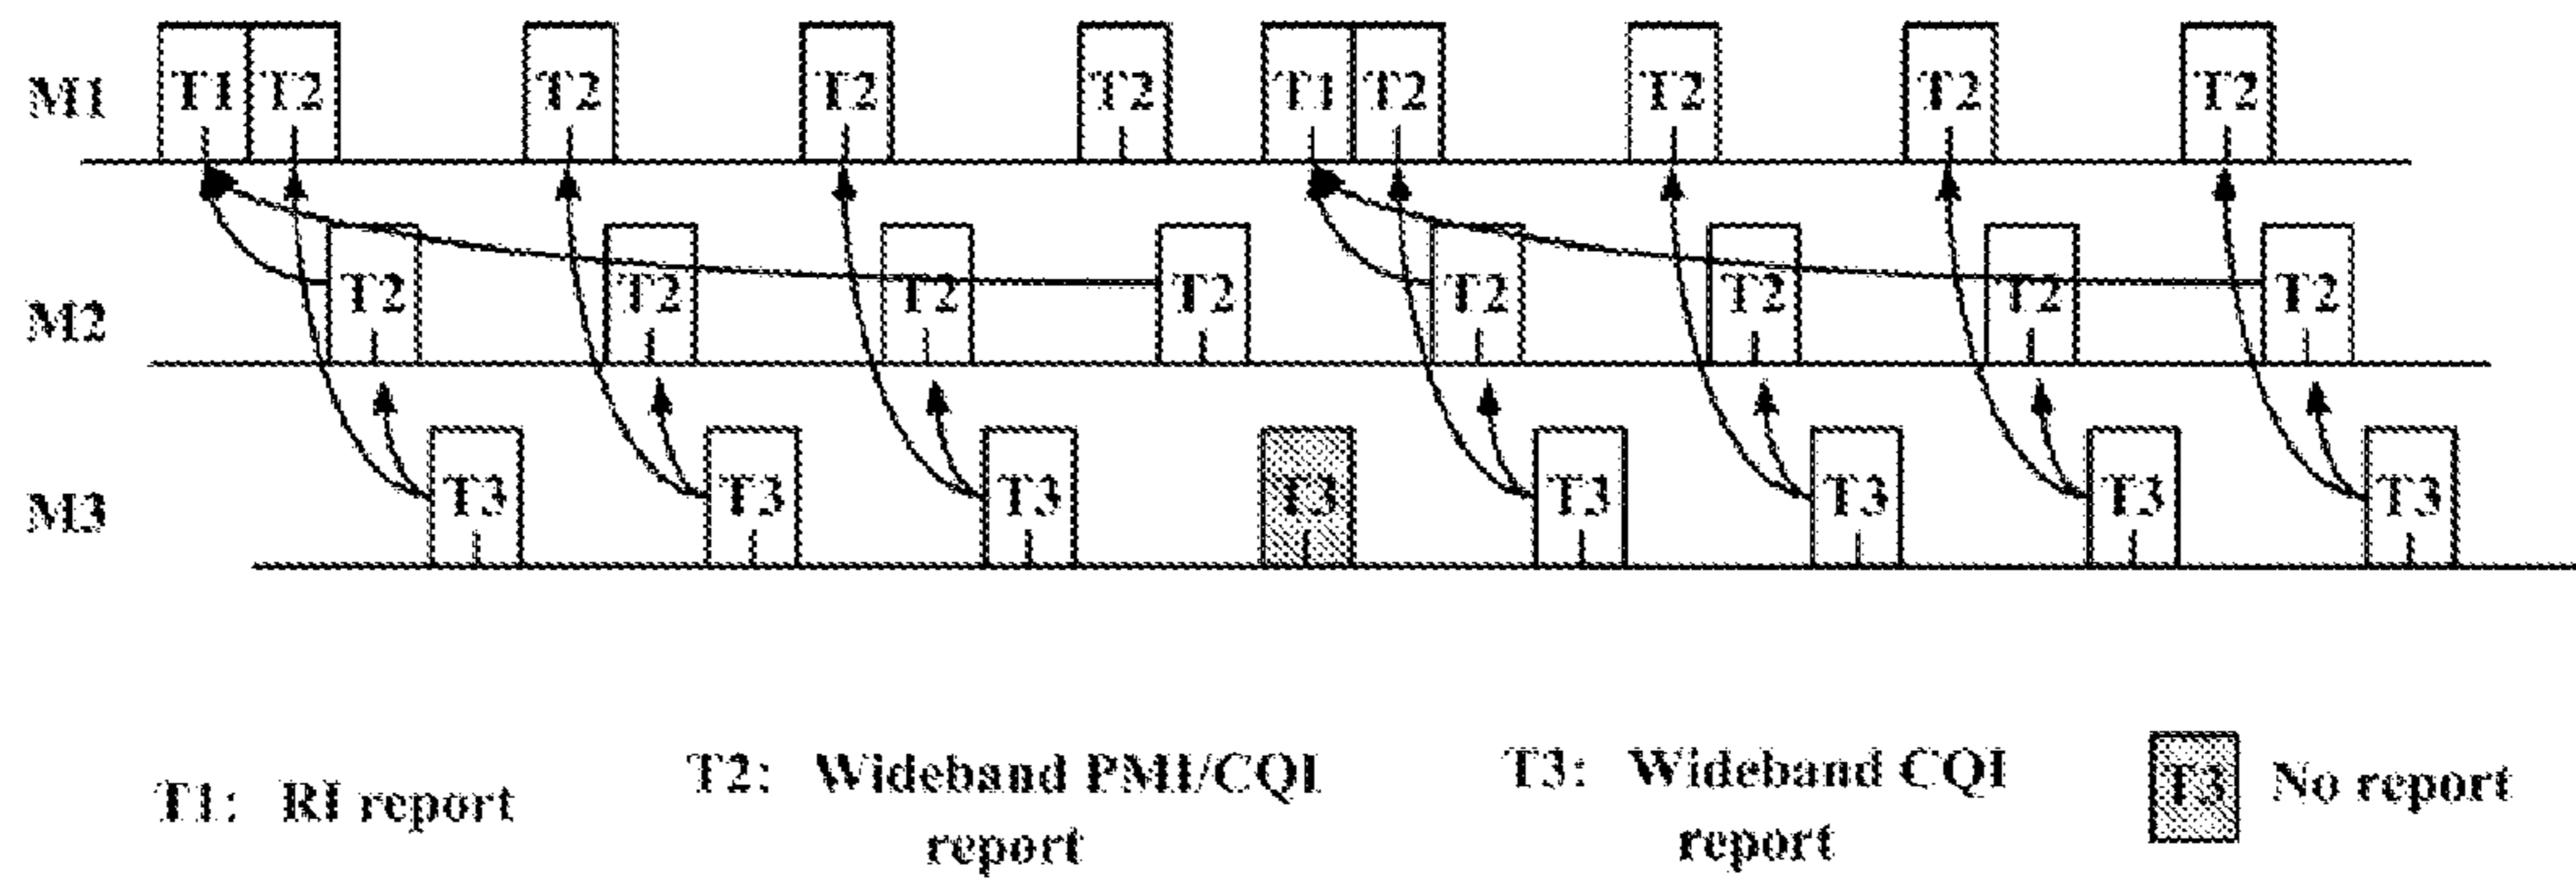 M1 T1 T2 T2 T2 T2 T1 T2 T2 T2 T2
M2 T2 T2 T2 T2 T2 T2 T2 T2
M3 T3 T3 T3 T3 T3 T3 T3 T3
T1: RI report
T2: Wideband PMI/CQI
report
T3: Wideband CQI
report
T3 No report